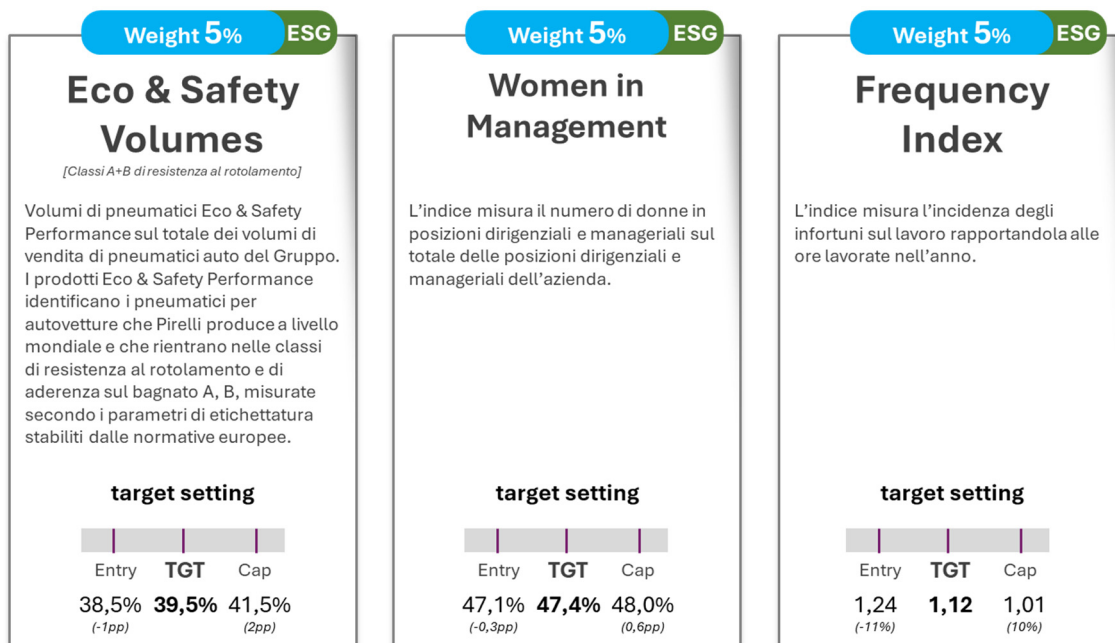 Weight 5% ESG
Eco & Safety
Volumes
[Classi A+B di resistenza al rotolamento]
Volumi di pneumatici Eco & Safety
Performance sul totale dei volumi di
vendita di pneumatici auto del Gruppo.
I prodotti Eco & Safety Performance
identificano i pneumatici per
autovetture che Pirelli produce a livello
mondiale e che rientrano nelle classi
di resistenza al rotolamento e di
aderenza sul bagnato A, B, misurate
secondo i parametri di etichettatura
stabiliti dalle normative europee.
target setting
Entry TGT Cap
38,5% 39,5% 41,5%
(-1pp) (2pp)
Weight 5% ESG
Women in
Management
L'indice misura il numero di donne in
posizioni dirigenziali e manageriali sul
totale delle posizioni dirigenziali e
manageriali dell'azienda.
target setting
Entry TGT Cap
47,1% 47,4% 48,0%
(-0,3pp) (0,6pp)
Weight 5% ESG
Frequency
Index
L'indice misura l'incidenza degli
infortuni sul lavoro rapportandola alle
ore lavorate nell'anno.
target setting
Entry TGT Cap
1,24 1,12 1,01
(-11%) (10%)